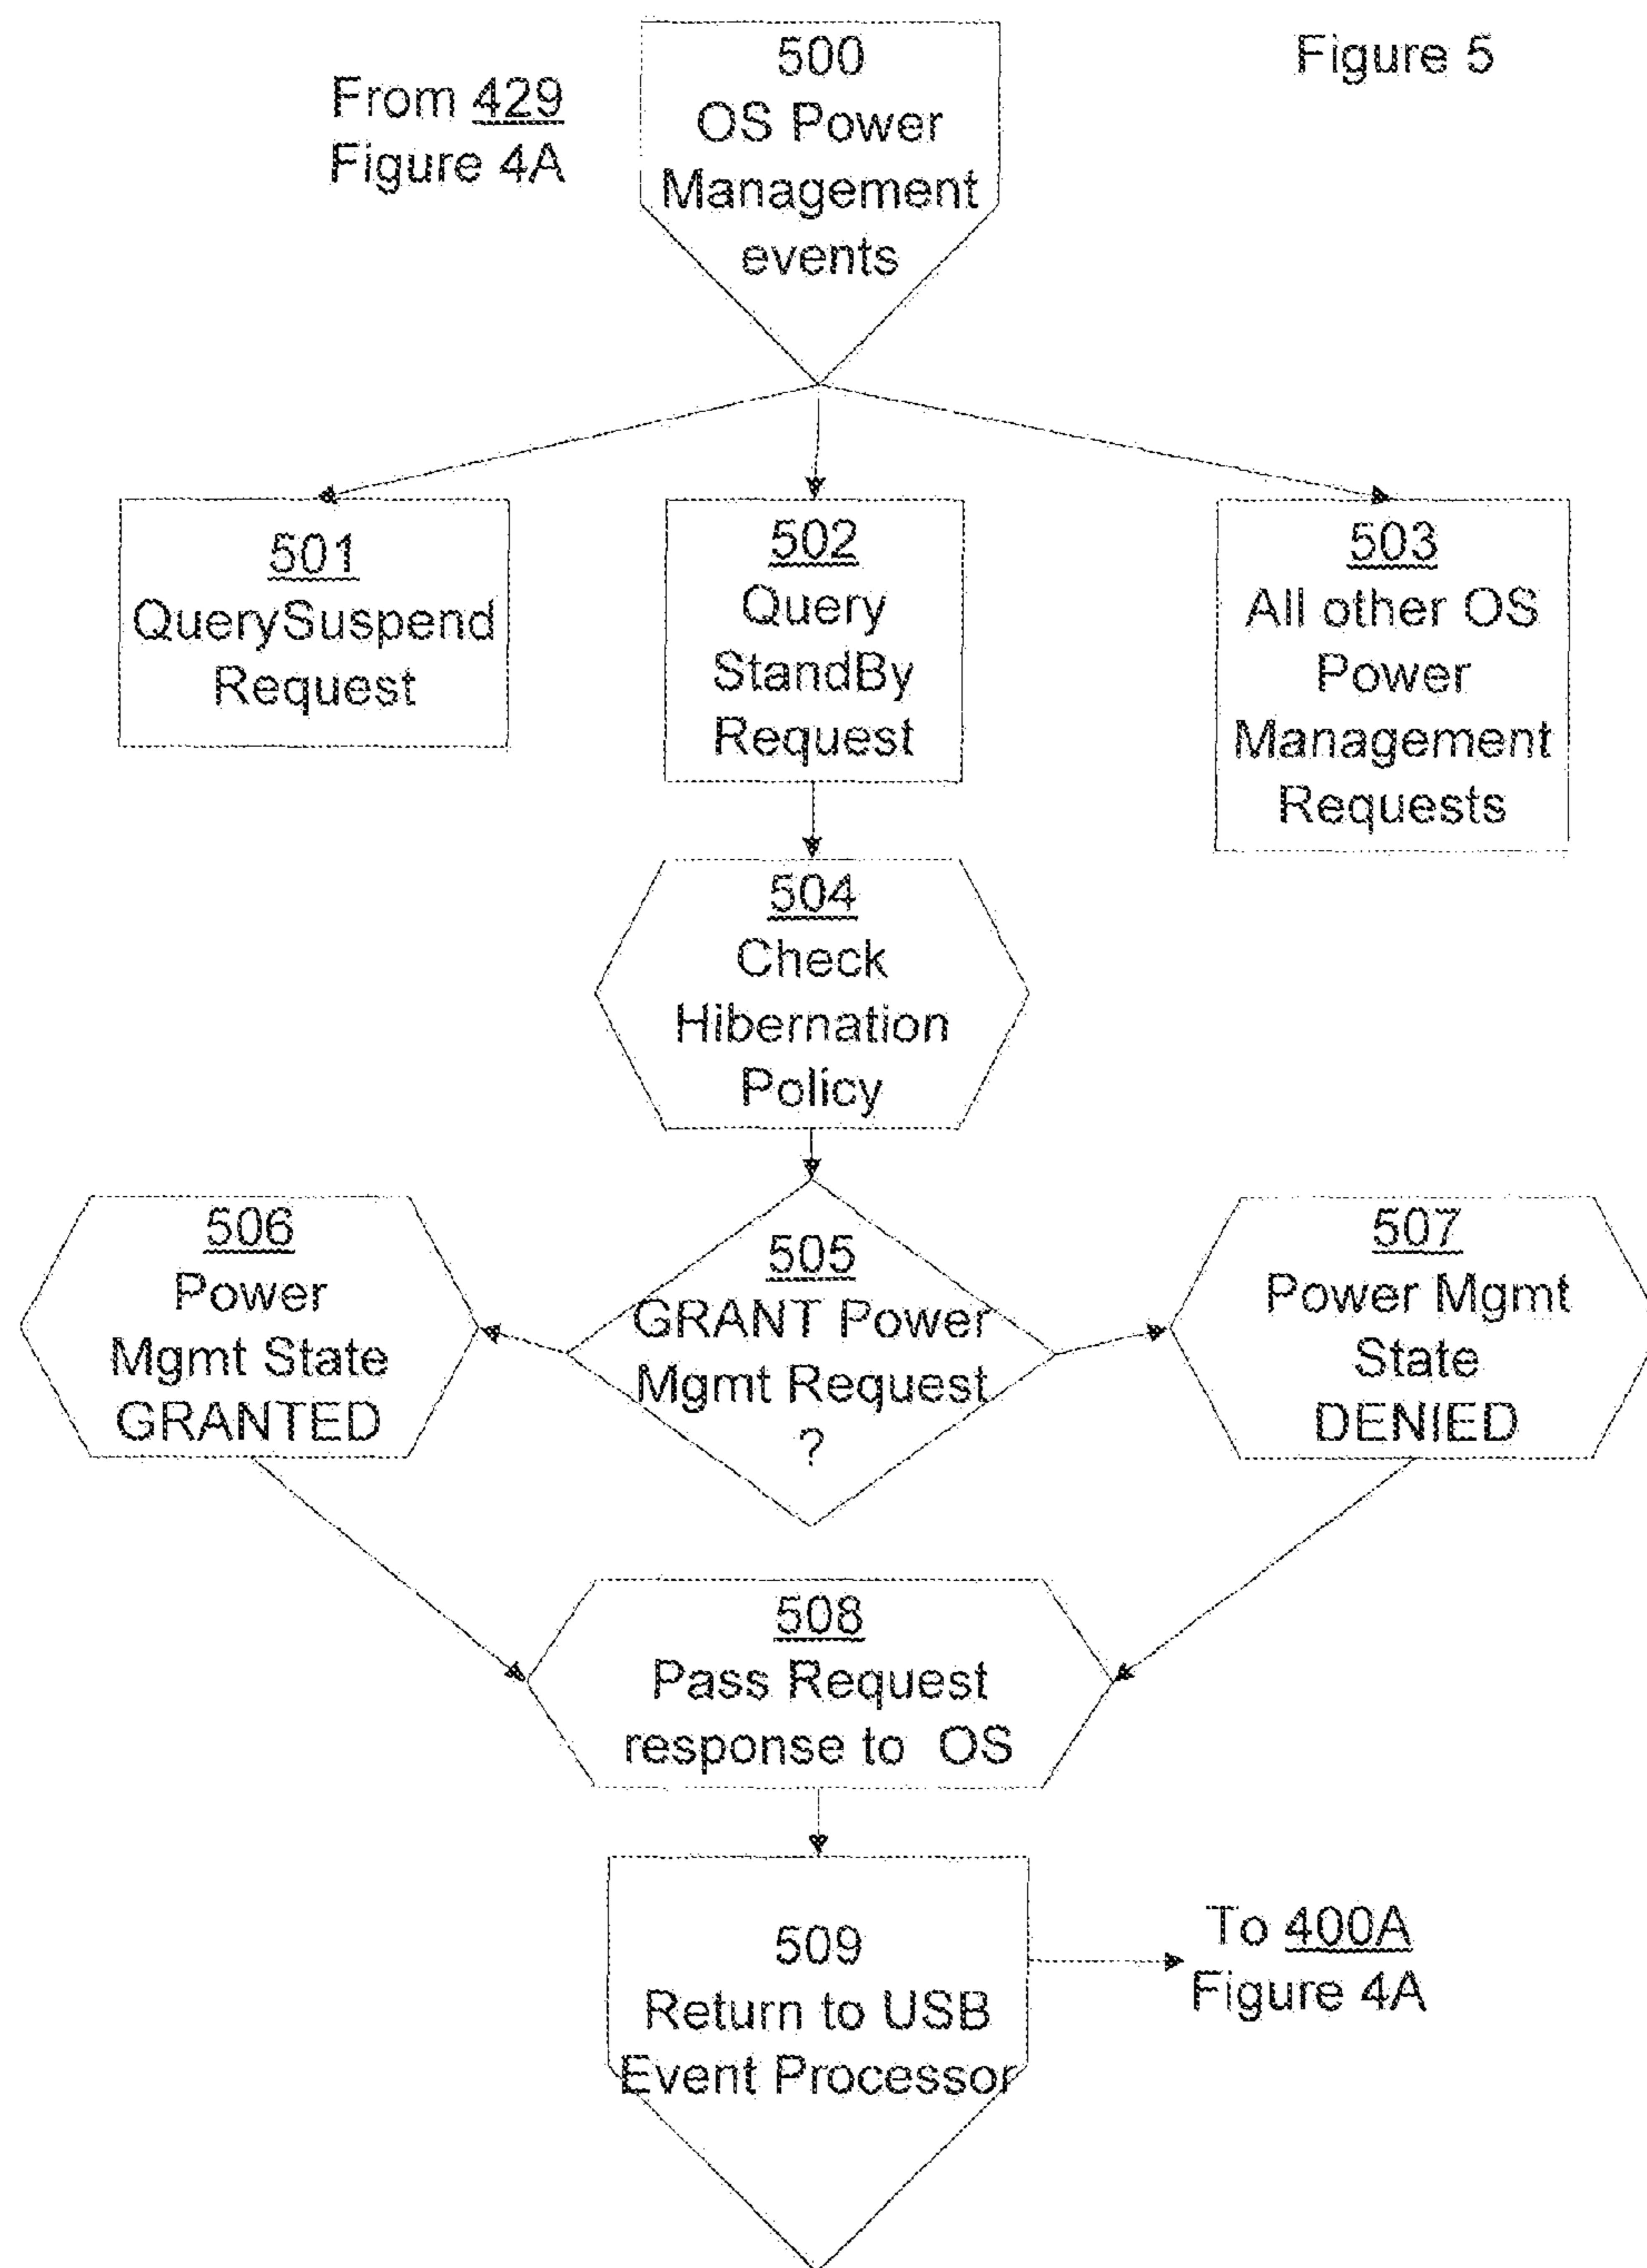 Figure 5
From 429
Figure 4A
500
OS Power
Management
events
501
QuerySuspend
Request
502
Query
StandBy
Request
503
All other OS
Power
Management
Requests
504
Check
Hibernation
Policy
505
GRANT Power
Mgmt Request
?
506
Power
Mgmt State
GRANTED
507
Power Mgmt
State
DENIED
508
Pass Request
response to OS
509
Return to USB
Event Processor
To 400A
Figure 4A